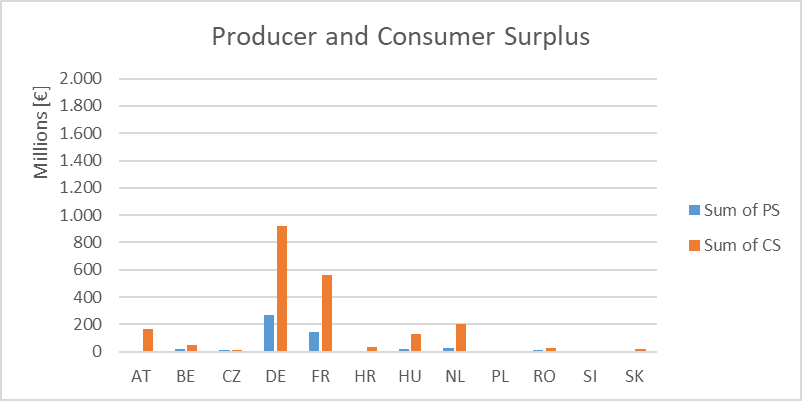 Producer and Consumer Surplus
Millions [€]
2.000
1.800
1.600
1.400
1.200
1.000
800
600
400
200
0
AT BE CZ DE FR HR HU NL PL RO SI SK
Sum of PS
Sum of CS